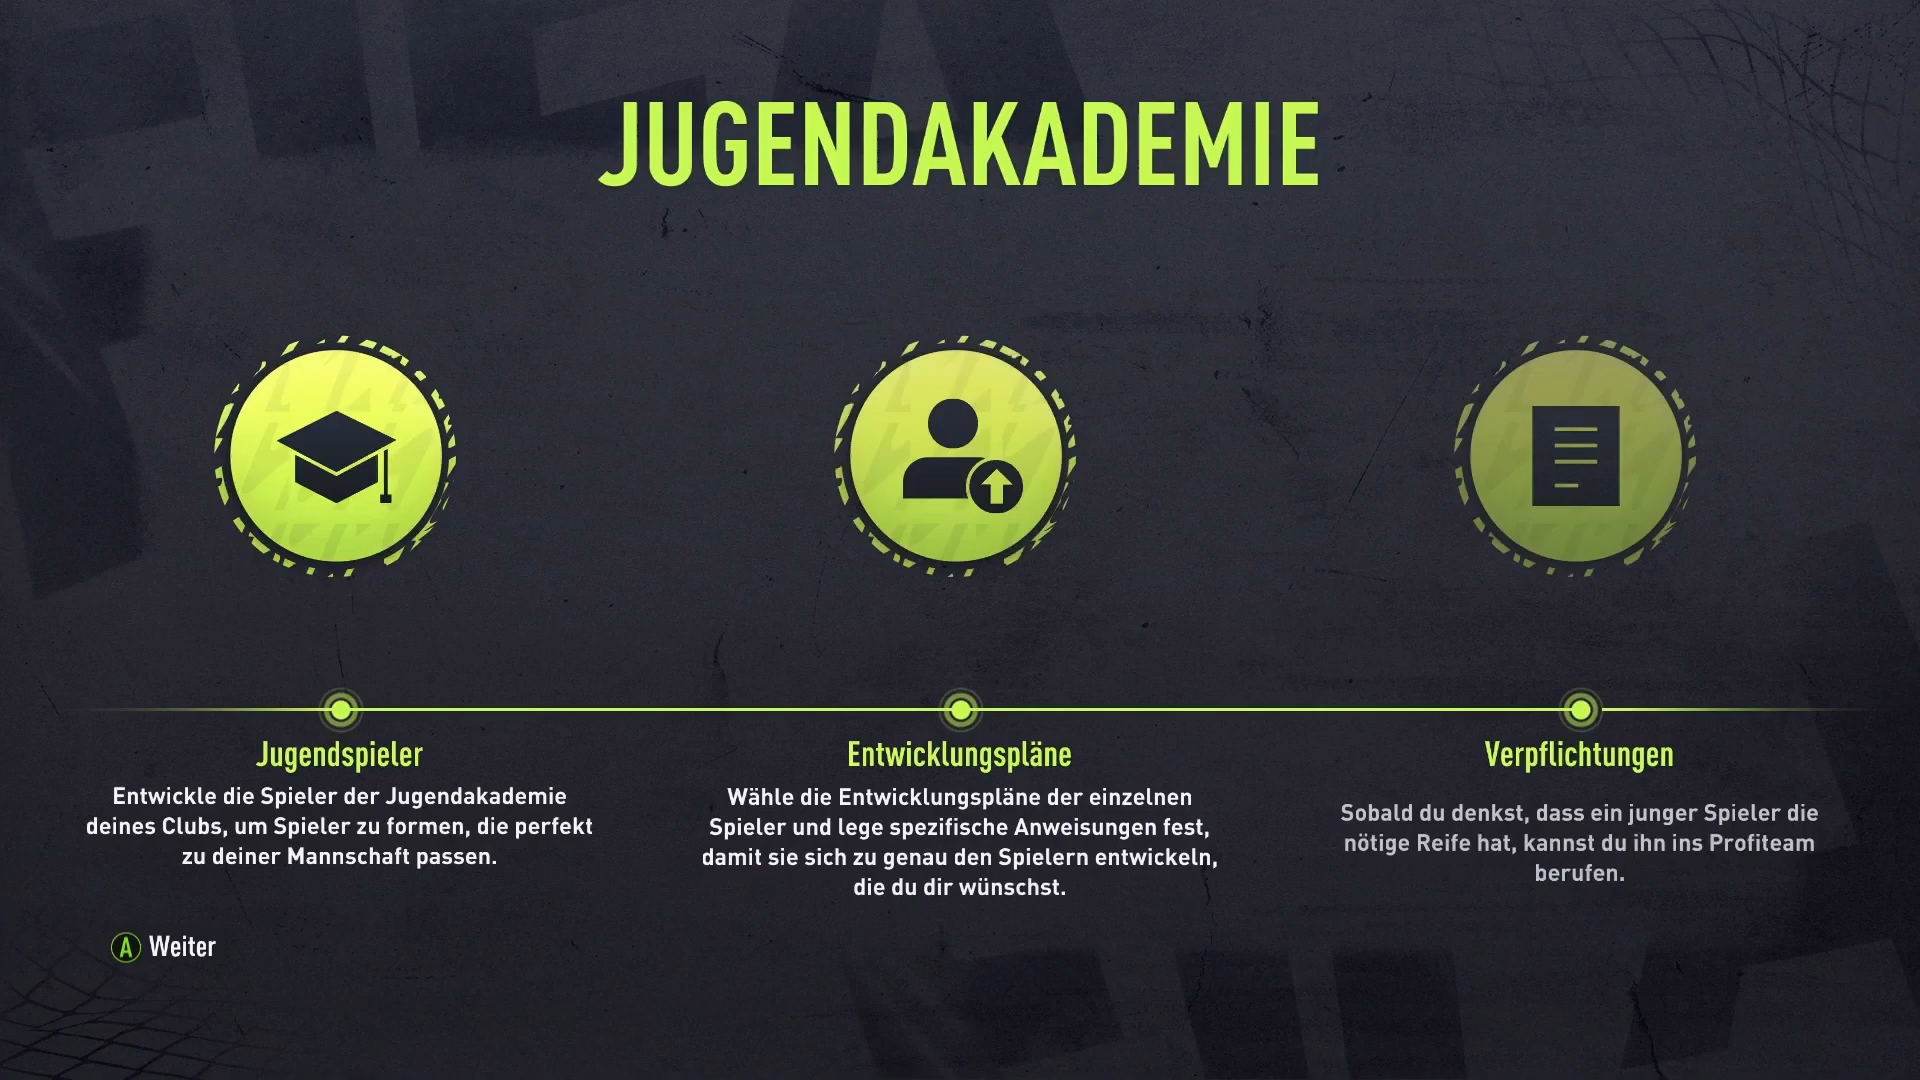 JUGENDAKADEMIE
Jugendspieler
Entwickle die Spieler der Jugendakademie
deines Clubs, um Spieler zu formen, die perfekt
zu deiner Mannschaft passen.
Entwicklungspläne
Wähle die Entwicklungspläne der einzelnen
Spieler und lege spezifische Anweisungen fest,
damit sie sich zu genau den Spielern entwickeln,
die du dir wünschst.
Verpflichtungen
Sobald du denkst, dass ein junger Spieler die
nötige Reife hat, kannst du ihn ins Profiteam
berufen.
A Weiter